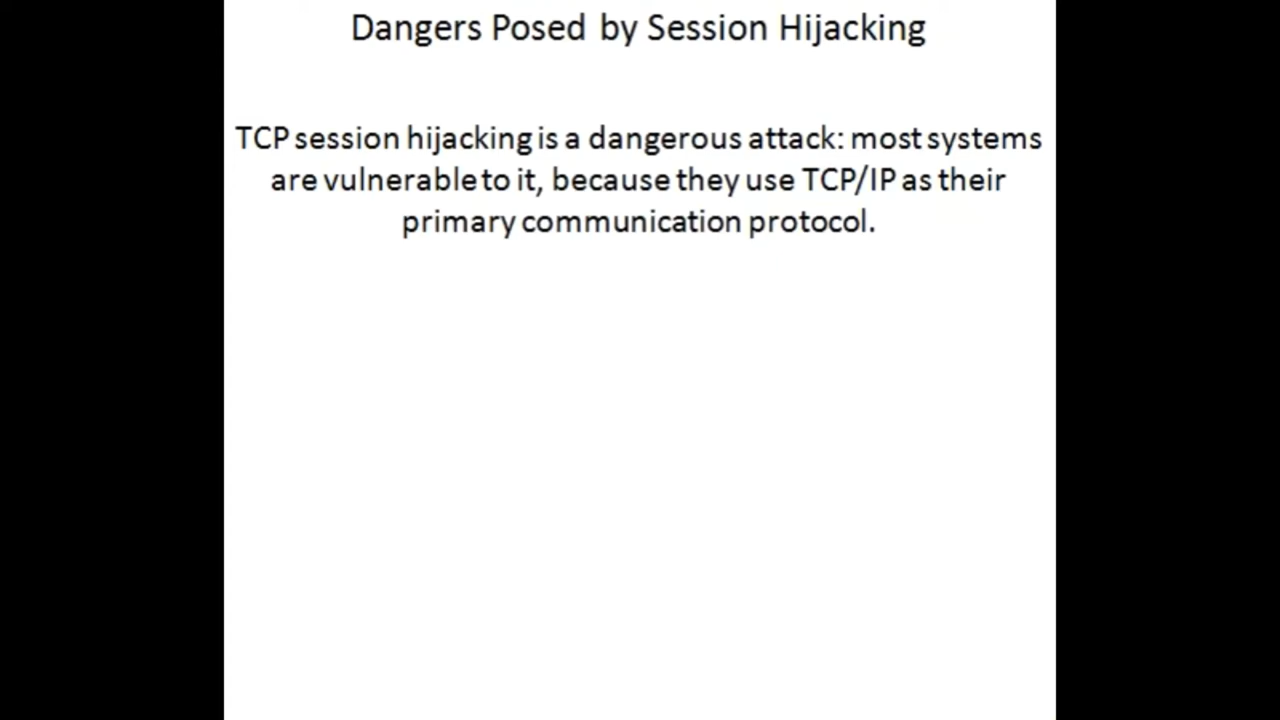 Dangers Posed by Session Hijacking
TCP session hijacking is a dangerous attack: most systems
are vulnerable to it, because they use TCP/IP as their
primary communication protocol.